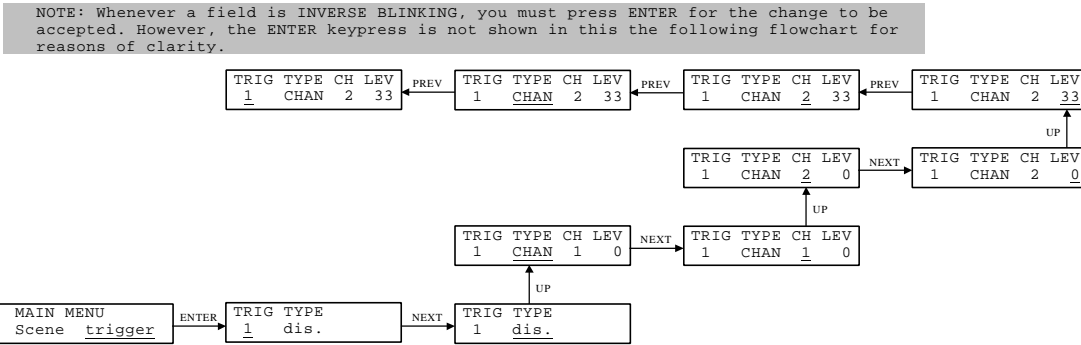 NOTE: Whenever a field is INVERSE BLINKING, you must press ENTER for the change to be
accepted. However, the ENTER keypress is not shown in this the following flowchart for
reasons of clarity.
TRIG TYPE CH LEV
1 CHAN 2 33
PREV
TRIG TYPE CH LEV
1 CHAN 2 33
PREV
TRIG TYPE CH LEV
1 CHAN 2 33
PREV
TRIG TYPE CH LEV
1 CHAN 2 33
UP
TRIG TYPE CH LEV
1 CHAN 2 0
NEXT
TRIG TYPE CH LEV
1 CHAN 2 0
UP
TRIG TYPE CH LEV
1 CHAN 1 0
NEXT
TRIG TYPE CH LEV
1 CHAN 1 0
UP
MAIN MENU
Scene trigger
ENTER
TRIG TYPE
1 dis.
NEXT
TRIG TYPE
1 dis.